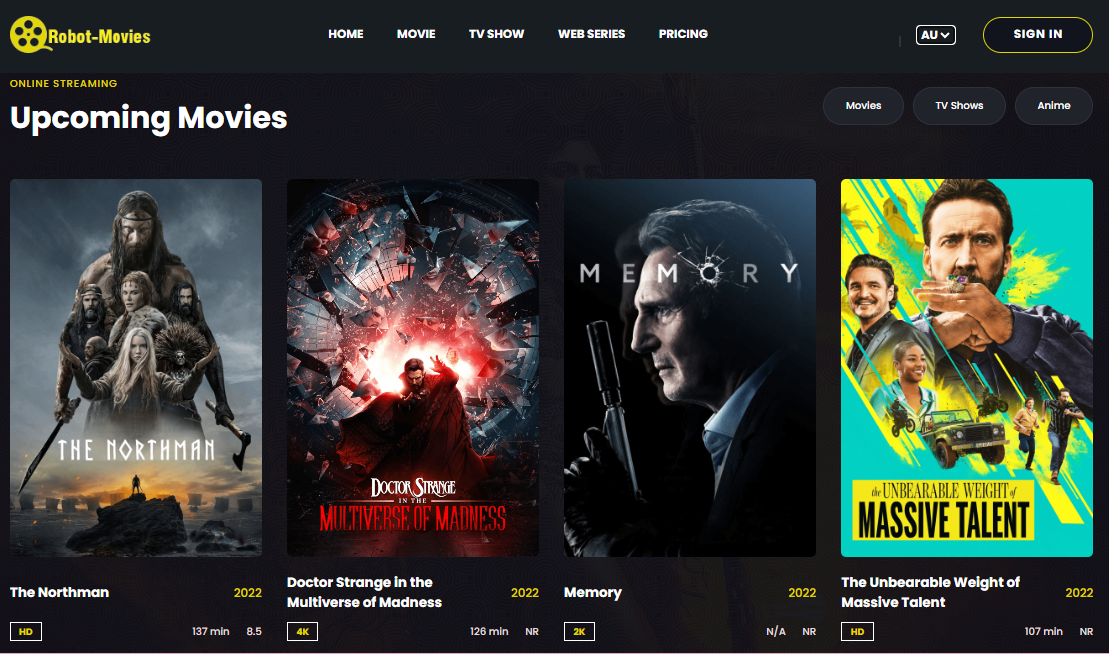 Robot-Movies
HOME MOVIE TV SHOW WEB SERIES PRICING
AU
SIGN IN
ONLINE STREAMING
Upcoming Movies
Movies TV Shows Anime
THE NORTHMAN
DOCTOR STRANGE
IN THE
MULTIVERSE OF MADNESS
MEMORY
the UNBEARABLE WEIGHT of
MASSIVE TALENT
The Northman 2022
HD 137 min 8.5
Doctor Strange in the
Multiverse of Madness 2022
4K 126 min NR
Memory 2022
2K N/A NR
The Unbearable Weight of
Massive Talent 2022
HD 107 min NR